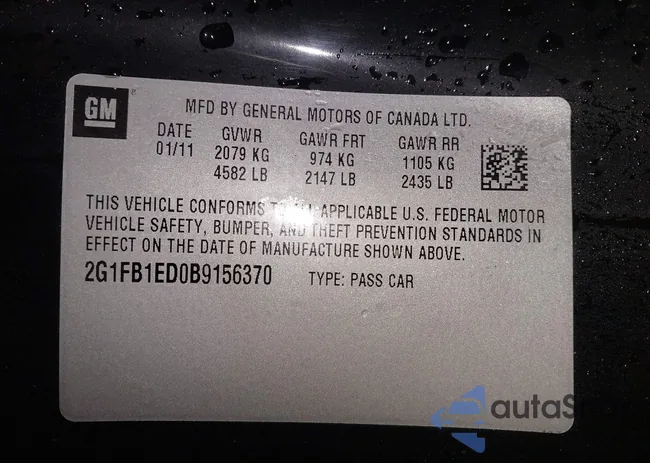 GM
MFD BY GENERAL MOTORS OF CANADA LTD.
DATE GVWR GAWR FRT GAWR RR
01/11 2079 KG 974 KG 1105 KG
4582 LB 2147 LB 2435 LB
THIS VEHICLE CONFORMS TO ALL APPLICABLE U.S. FEDERAL MOTOR
VEHICLE SAFETY, BUMPER, AND THEFT PREVENTION STANDARDS IN
EFFECT ON THE DATE OF MANUFACTURE SHOWN ABOVE.
2G1FB1ED0B9156370 TYPE: PASS CAR